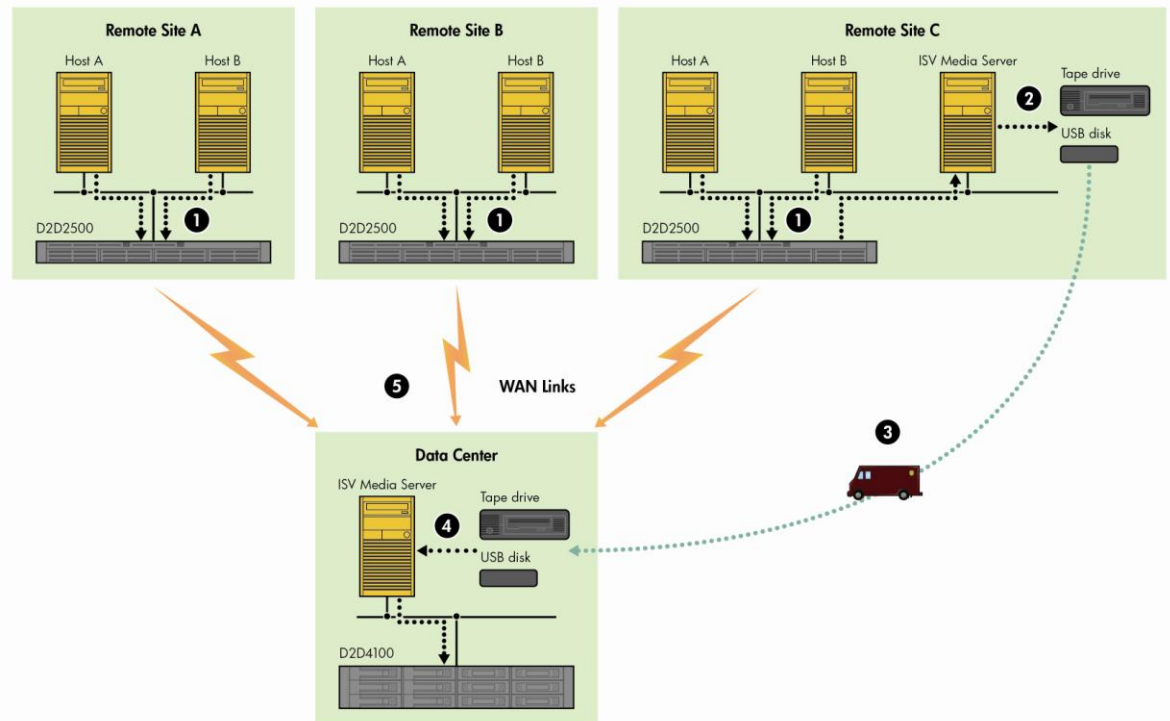 Remote Site A
Host A
Host B
1
D2D2500
Remote Site B
Host A
Host B
1
D2D2500
Remote Site C
Host A
Host B
ISV Media Server
Tape drive
2
USB disk
1
D2D2500
5
WAN Links
3
Data Center
ISV Media Server
Tape drive
4
USB disk
D2D4100